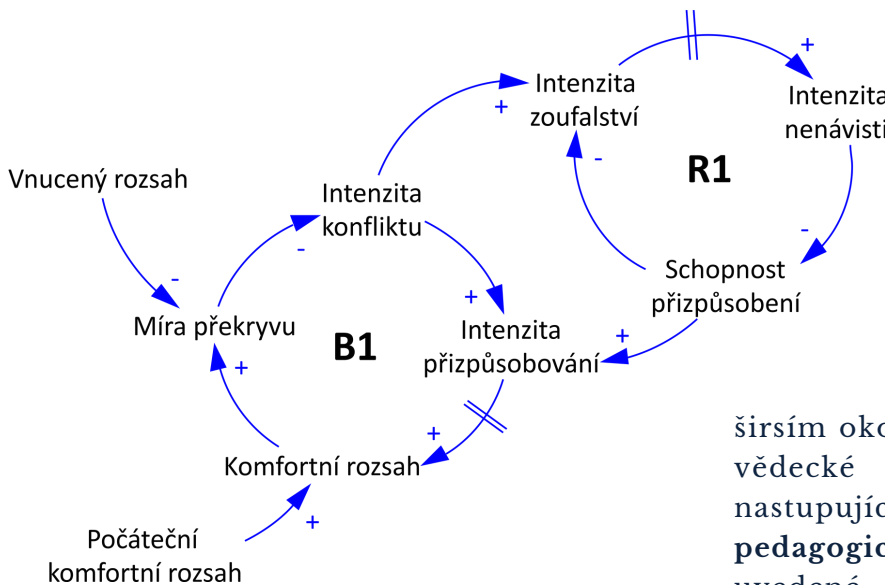 Intenzita
zoufalství
+
+
Intenzita
nenávisti
-
R1
Vnucený rozsah
Intenzita
konfliktu
-
-
-
Schopnost
přizpůsobení
+
+
Míra překryvu
Intenzita
přizpůsobování
B1
+
+
Komfortní rozsah
+
Počáteční
komfortní rozsah
širsím oko
vědecké
nastupujíc
pedagogic
uvedené